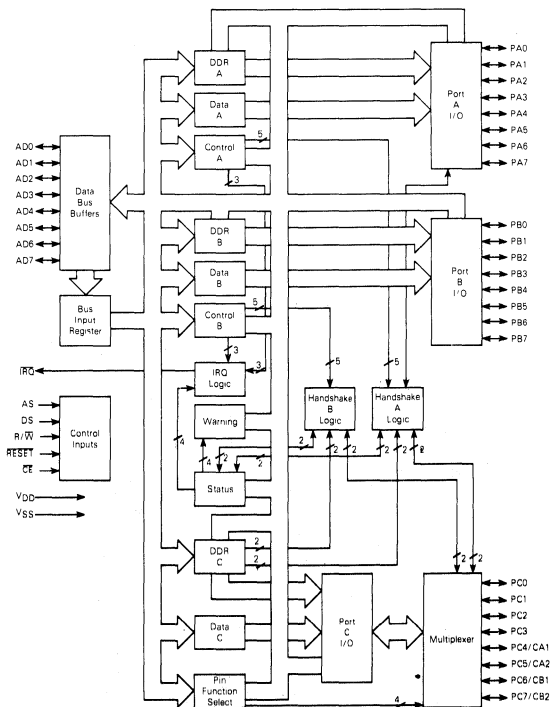 DDR
A
Data
A
Control
A
5
3
Port
A
I/O
PA0
PA1
PA2
PA3
PA4
PA5
PA6
PA7
AD0
AD1
AD2
AD3
AD4
AD5
AD6
AD7
Data
Bus
Buffers
DDR
B
Data
B
Control
B
5
3
Port
B
I/O
PB0
PB1
PB2
PB3
PB4
PB5
PB6
PB7
Bus
Input
Register
IRQ
IRQ
Logic
3
5
5
AS
DS
R/W
RESET
CE
Control
Inputs
VDD
VSS
Warning
4
4
2
Status
Handshake
B
Logic
Handshake
A
Logic
2
2
2
2
2
2
2
DDR
C
2
2
Data
C
Pin
Function
Select
4
Port
C
I/O
2
2
Multiplexer
PC0
PC1
PC2
PC3
PC4/CA1
PC5/CA2
PC6/CB1
PC7/CB2